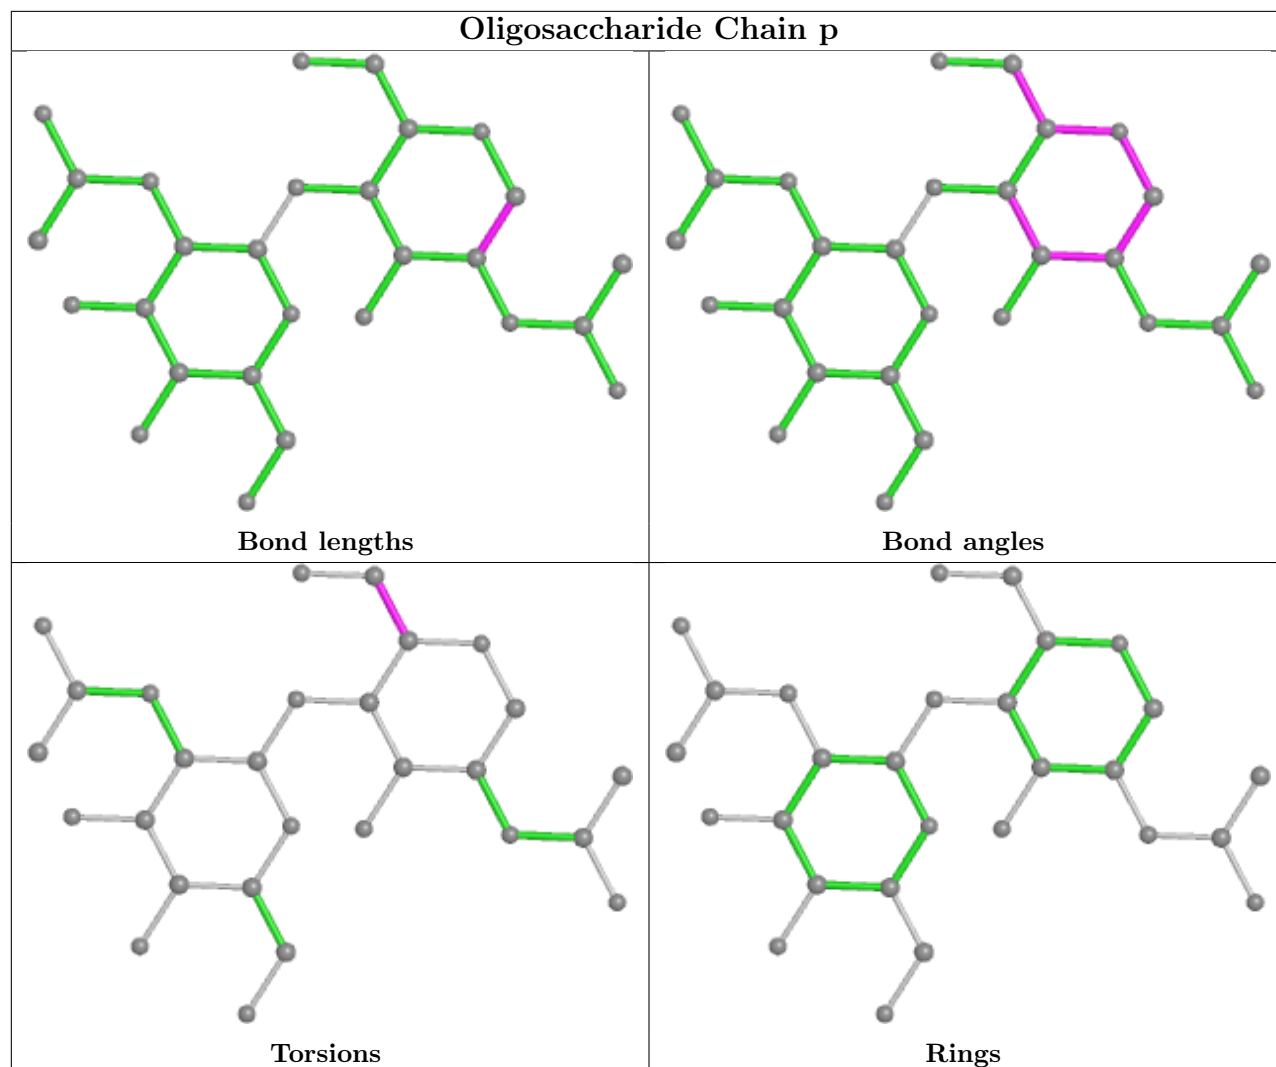 Oligosaccharide Chain p
Bond lengths
Bond angles
Torsions
Rings